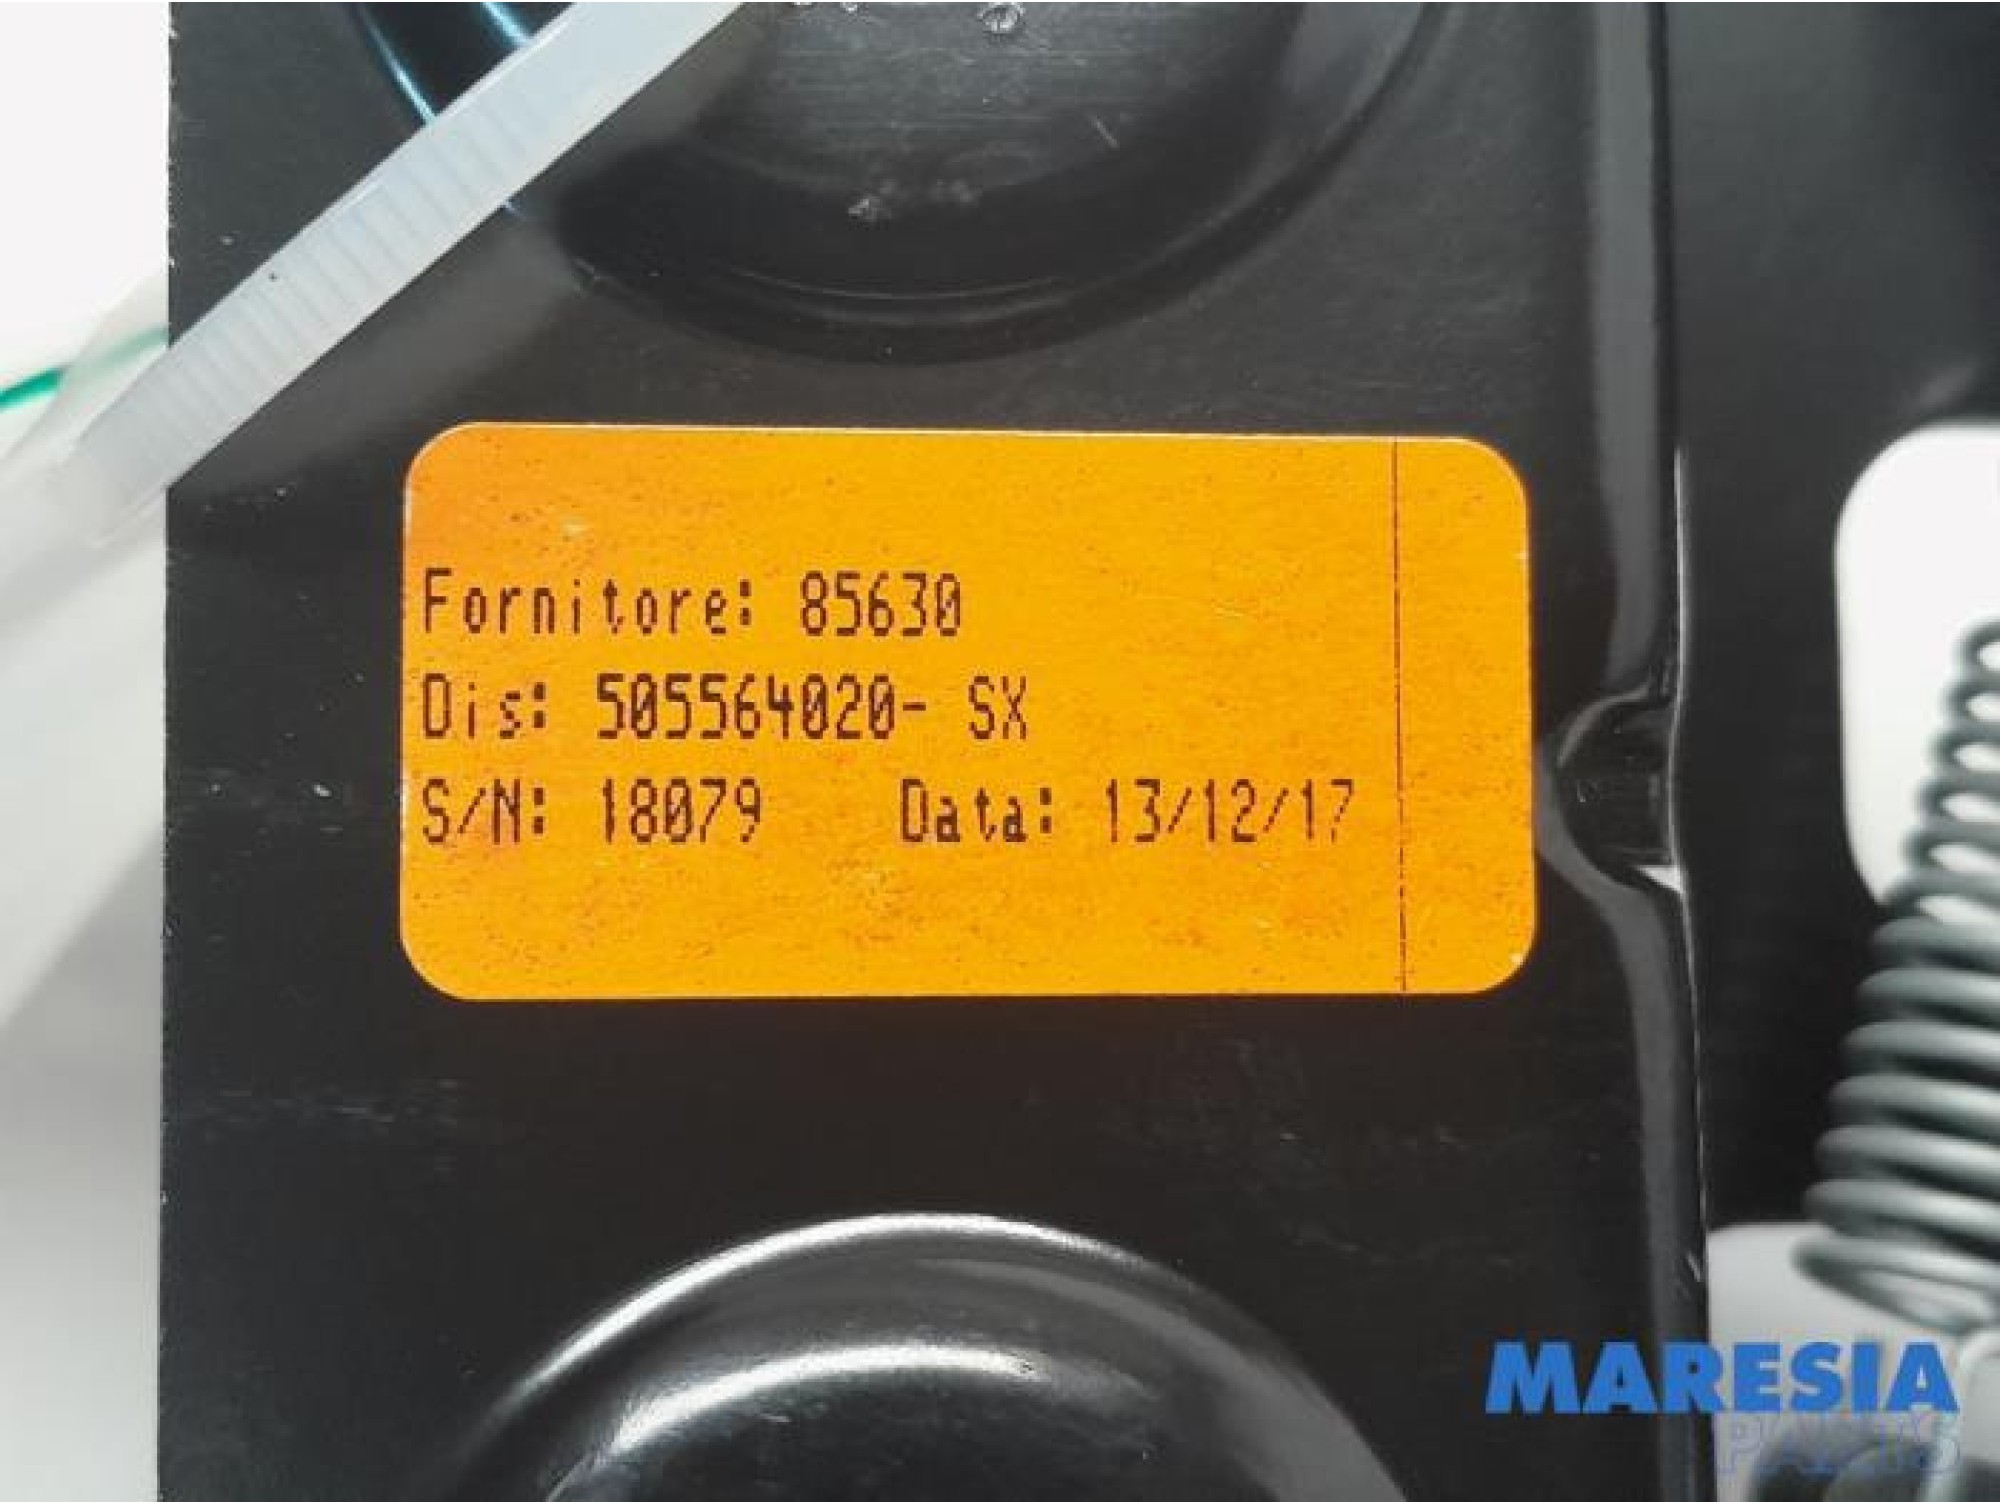 Fornitore: 85630
Dis: 505564020- SX
S/N: 18079 Data: 13/12/17
MARESIA
PARTS